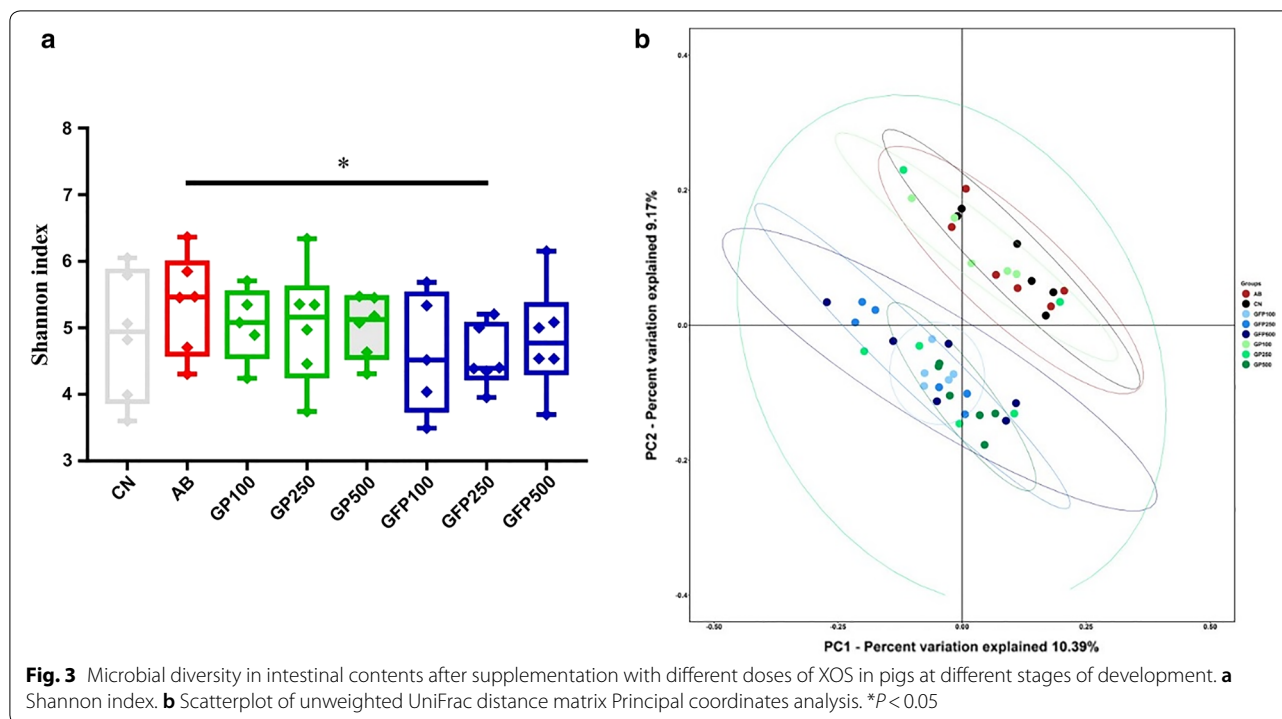 a
b
8
7
6
5
4
3
Shannon index
*
CN
AB
GP100
GP250
GP500
GFP100
GFP250
GFP500
0.4
0.2
0.0
-0.2
-0.4
PC2 - Percent variation explained 9.17%
-0.50
-0.25
0.00
0.25
0.50
PC1 - Percent variation explained 10.39%
Groups
AB
CN
GFP100
GFP250
GFP500
GP100
GP250
GP500
Fig. 3 Microbial diversity in intestinal contents after supplementation with different doses of XOS in pigs at different stages of development. a
Shannon index. b Scatterplot of unweighted UniFrac distance matrix Principal coordinates analysis. *P < 0.05